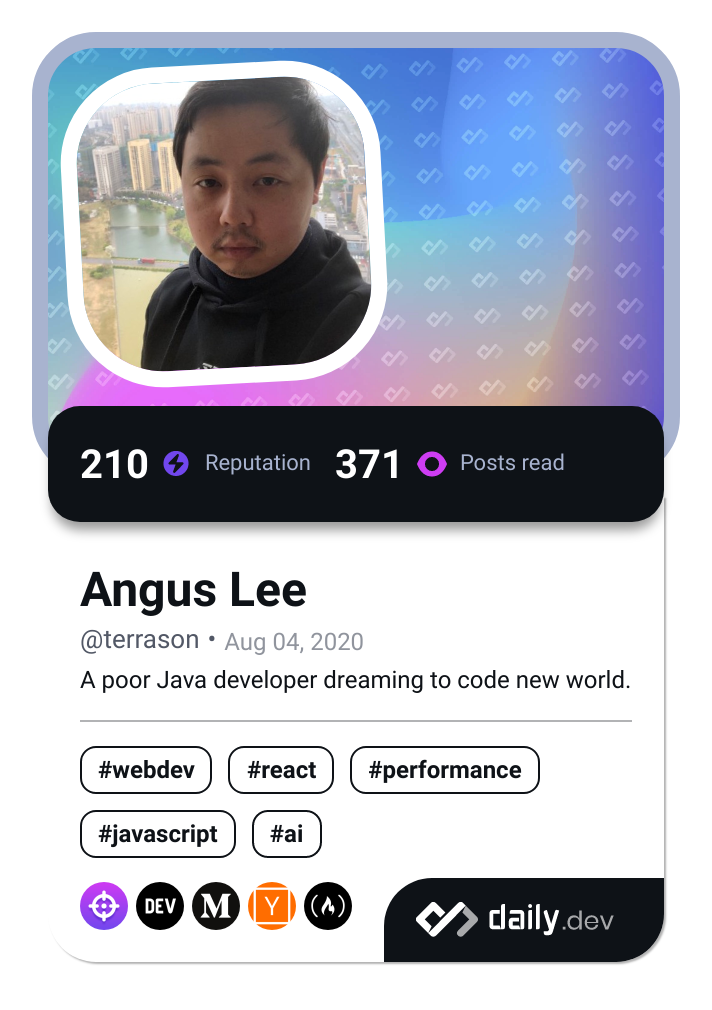 210 Reputation 371 Posts read
Angus Lee
@terrason • Aug 04, 2020
A poor Java developer dreaming to code new world.
#webdev #react #performance
#javascript #ai
DEV M Y
daily.dev